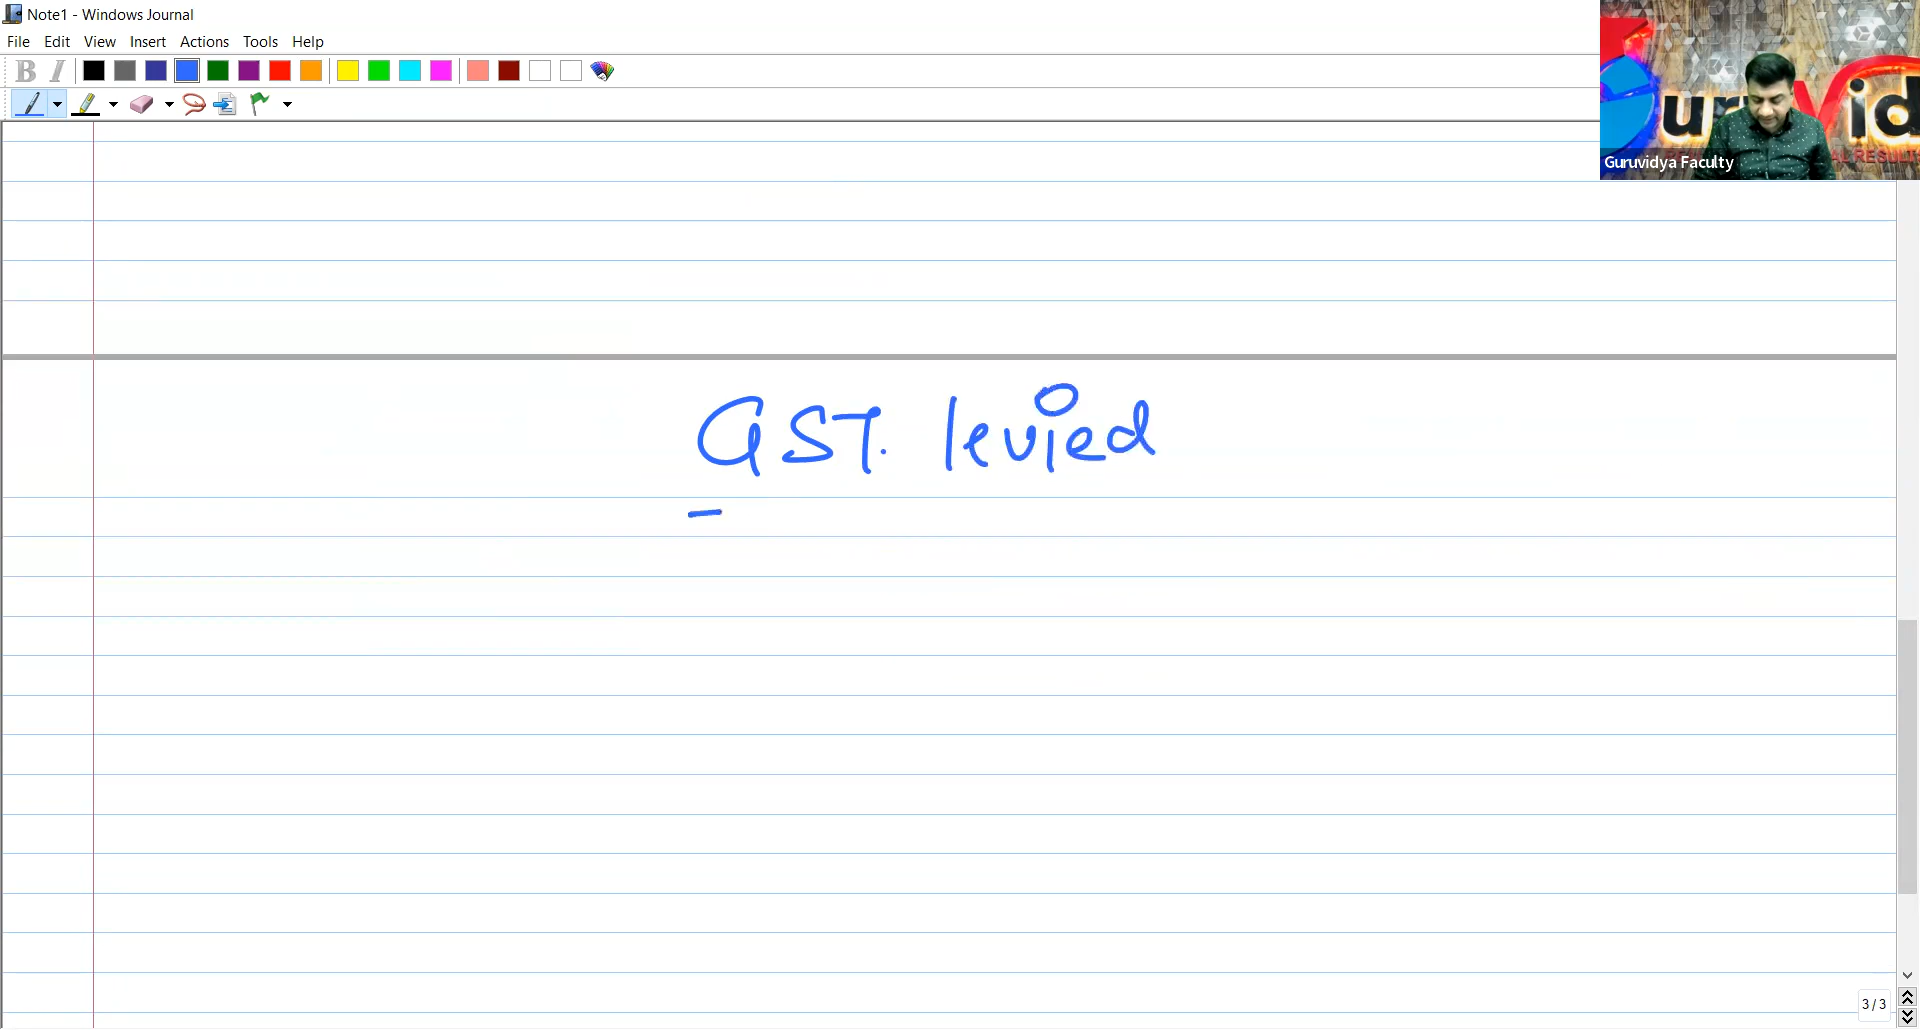 Note1 - Windows Journal
File Edit View Insert Actions Tools Help
B I
Guruvidya Faculty
GST. levied
3 / 3